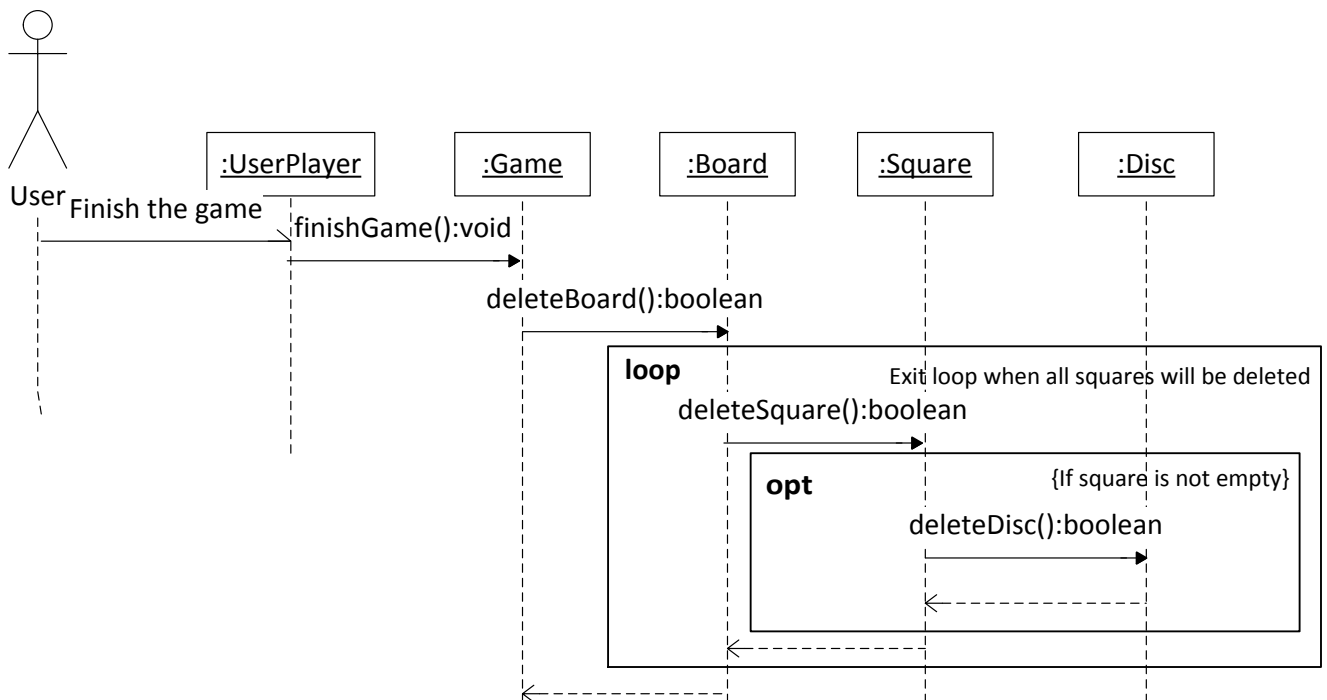 :UserPlayer
:Game
:Board
:Square
:Disc
User
Finish the game
finishGame():void
deleteBoard():boolean
loop
Exit loop when all squares will be deleted
deleteSquare():boolean
opt
{If square is not empty}
deleteDisc():boolean